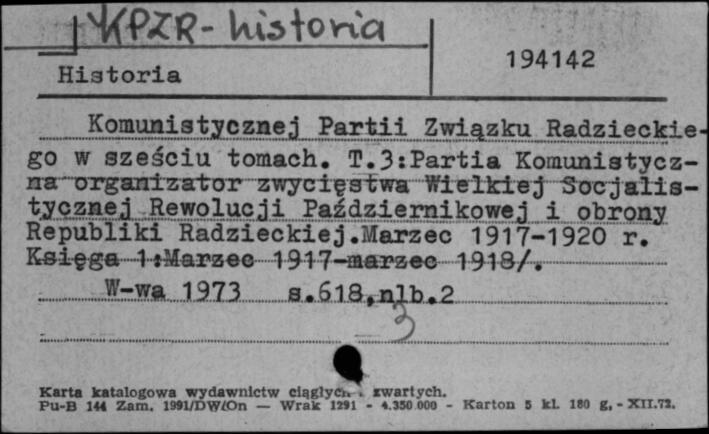 KPZR - historia
194142
Historia
Komunistycznej Partii Związku Radzieckie-
go w sześciu tomach. T.3:Partia Komunistycz-
na organizator zwycięstwa Wielkiej Socjalis-
tycznej Rewolucji Październikowej i obrony
Republiki Radzieckiej.Marzec 1917-1920 r.
Księga 1:Marzec 1917-marzec 1918/.
W-wa 1973 s.618,nlb.2
3
Karta katalogowa wydawnictw ciągłych zwartych.
Pu-B 144 Zam. 1991/DW/On — Wrak 1291 - 4.350.000 - Karton 5 kl. 180 g. - XII.72.